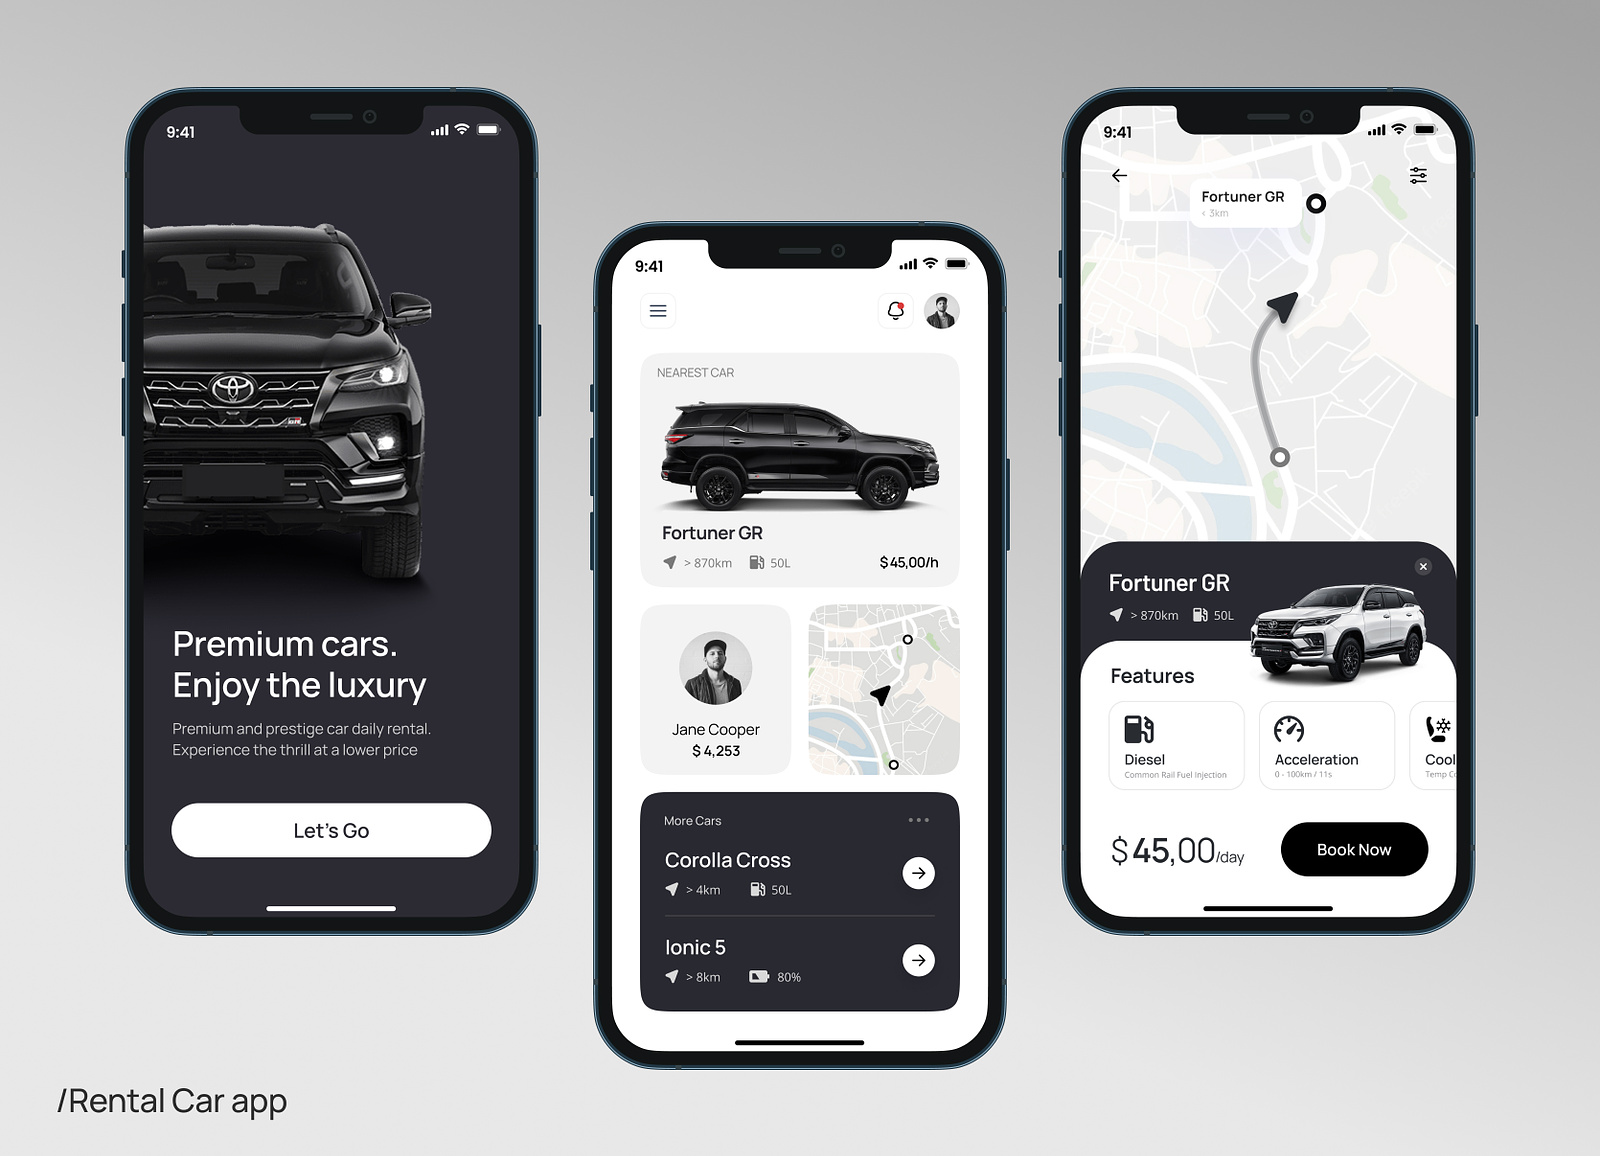 9:41
Premium cars.
Enjoy the luxury
Premium and prestige car daily rental.
Experience the thrill at a lower price
Let's Go
9:41
NEAREST CAR
Fortuner GR
> 870km 50L $45,00/h
Jane Cooper
$ 4,253
More Cars
Corolla Cross
> 4km 50L
Ionic 5
> 8km 80%
9:41
Fortuner GR
< 3km
Fortuner GR
> 870km 50L
Features
Diesel
Common Rail Fuel Injection
Acceleration
0 - 100km / 11s
Cool
Temp Co
$45,00/day
Book Now
/Rental Car app